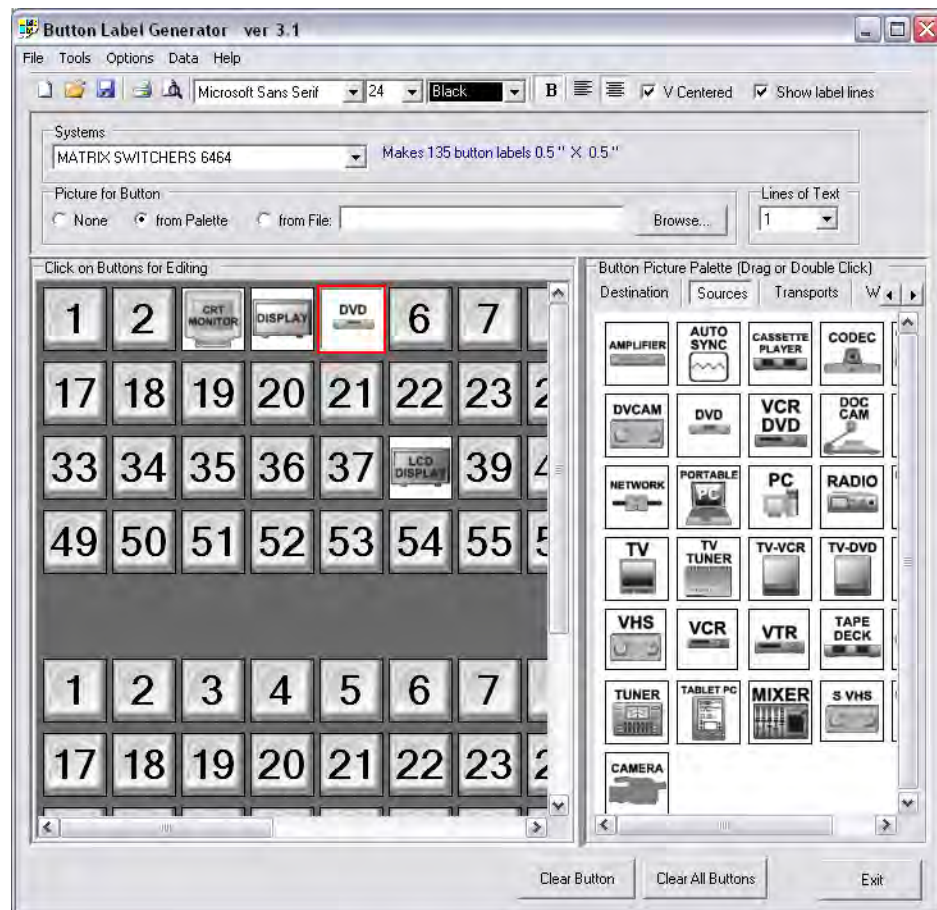 Button Label Generator ver 3.1
File Tools Options Data Help
Microsoft Sans Serif 24 Black B V Centered Show label lines
Systems
MATRIX SWITCHERS 6464 Makes 135 button labels 0.5 " X 0.5 "
Picture for Button Lines of Text
None from Palette from File: Browse... 1
Click on Buttons for Editing
1 2 CRT MONITOR DISPLAY DVD 6 7
17 18 19 20 21 22 23
33 34 35 36 37 LCD DISPLAY 39
49 50 51 52 53 54 55
1 2 3 4 5 6 7
17 18 19 20 21 22 23
Button Picture Palette (Drag or Double Click)
Destination Sources Transports W
AMPLIFIER AUTO SYNC CASSETTE PLAYER CODEC
DVCAM DVD VCR DVD DOC CAM
NETWORK PORTABLE PC PC RADIO
TV TV TUNER TV-VCR TV-DVD
VHS VCR VTR TAPE DECK
TUNER TABLET PC MIXER S VHS
CAMERA
Clear Button Clear All Buttons Exit